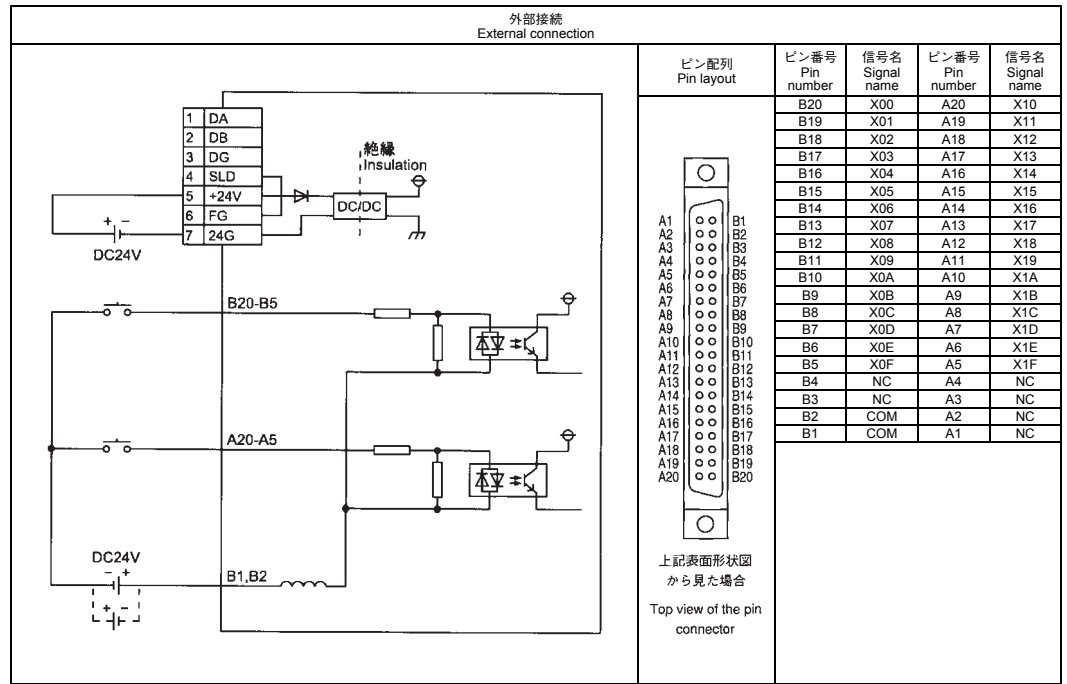 外部接続
External connection
1 DA
2 DB
3 DG
4 SLD
5 +24V
6 FG
7 24G
絶縁
Insulation
DC/DC
+ -
DC24V
B20-B5
A20-A5
DC24V
- +
B1,B2
+ -
ピン配列
Pin layout
A1 B1
A2 B2
A3 B3
A4 B4
A5 B5
A6 B6
A7 B7
A8 B8
A9 B9
A10 B10
A11 B11
A12 B12
A13 B13
A14 B14
A15 B15
A16 B16
A17 B17
A18 B18
A19 B19
A20 B20
上記表面形状図
から見た場合
Top view of the pin
connector
ピン番号 信号名 ピン番号 信号名
Pin Signal Pin Signal
number name number name
B20 X00 A20 X10
B19 X01 A19 X11
B18 X02 A18 X12
B17 X03 A17 X13
B16 X04 A16 X14
B15 X05 A15 X15
B14 X06 A14 X16
B13 X07 A13 X17
B12 X08 A12 X18
B11 X09 A11 X19
B10 X0A A10 X1A
B9 X0B A9 X1B
B8 X0C A8 X1C
B7 X0D A7 X1D
B6 X0E A6 X1E
B5 X0F A5 X1F
B4 NC A4 NC
B3 NC A3 NC
B2 COM A2 NC
B1 COM A1 NC